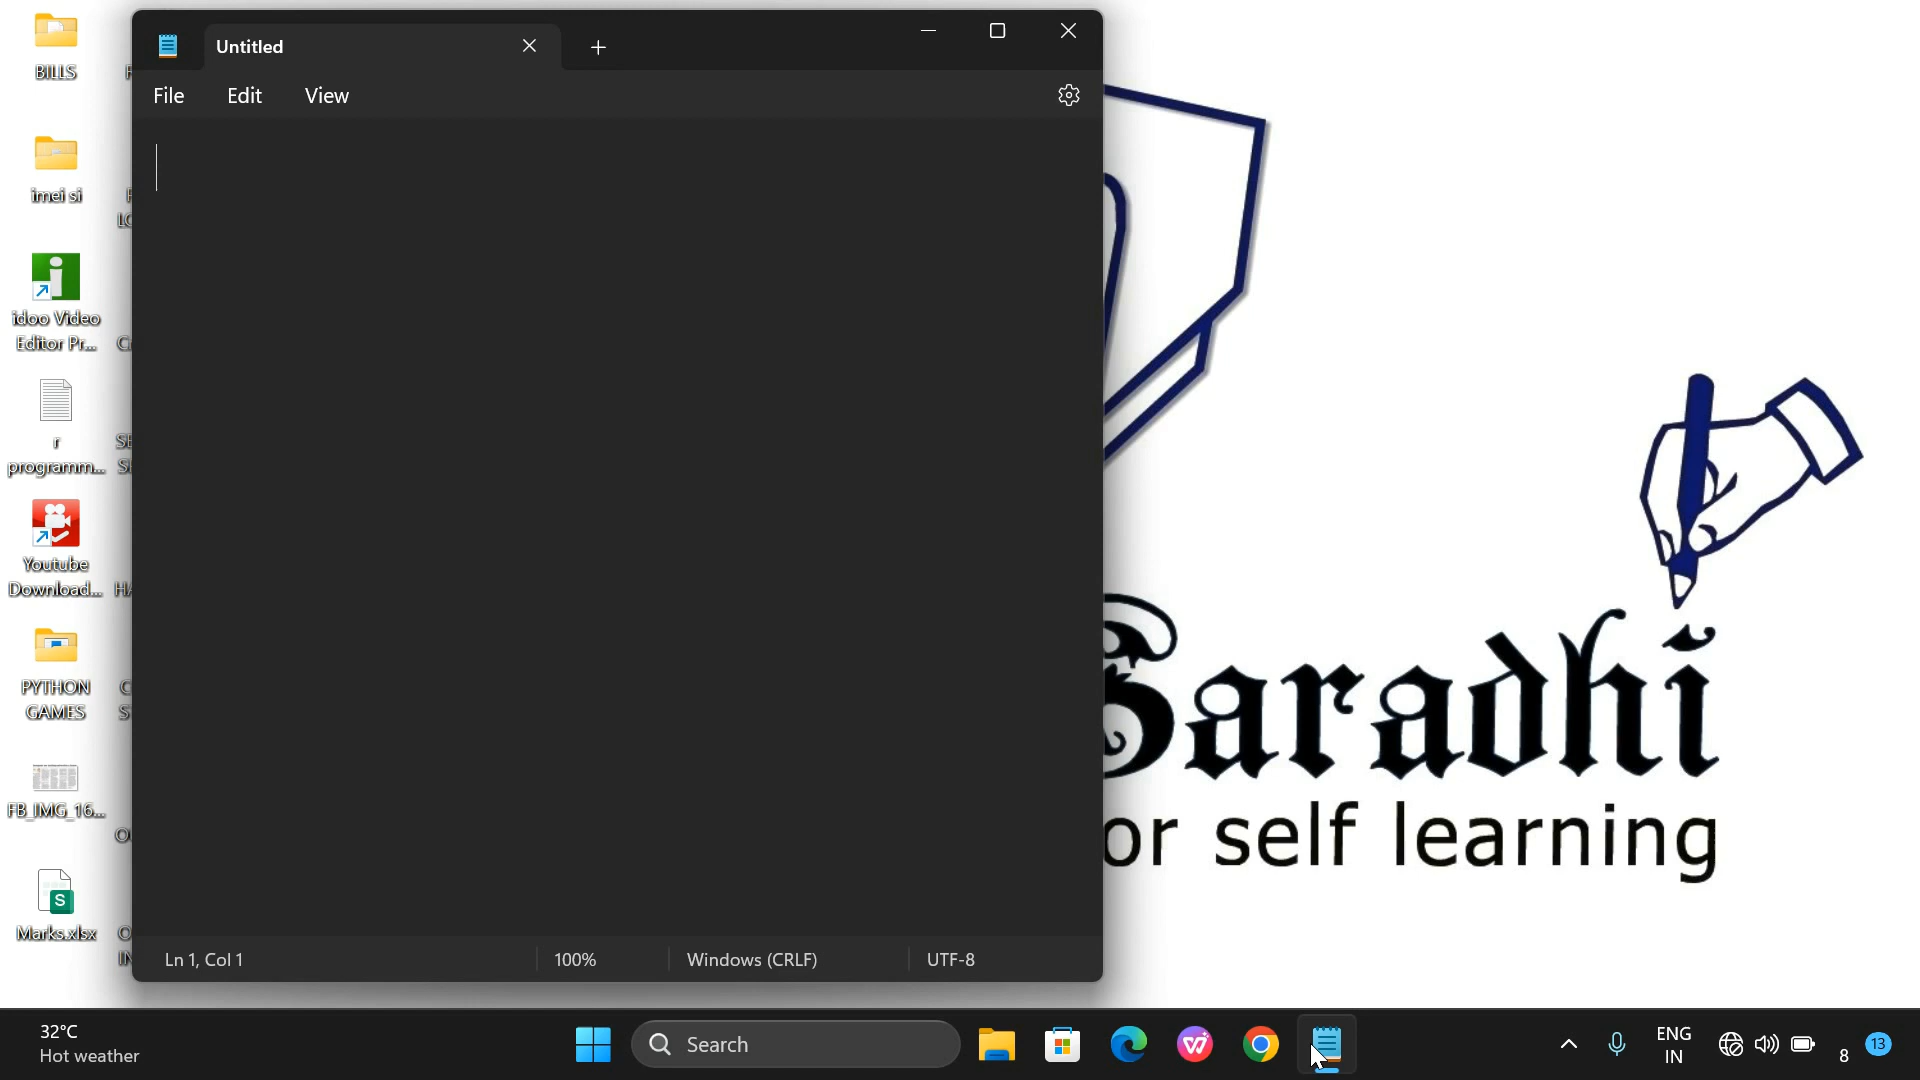 BILLS
imei si
idoo Video
Editor Pr...
r
programm...
Youtube
Download...
PYTHON
GAMES
FB_IMG_16...
Marks.xlsx
Untitled
File Edit View
Ln 1, Col 1
100%
Windows (CRLF)
UTF-8
Saradhi
or self learning
32°C
Hot weather
Search
ENG
IN
8
13